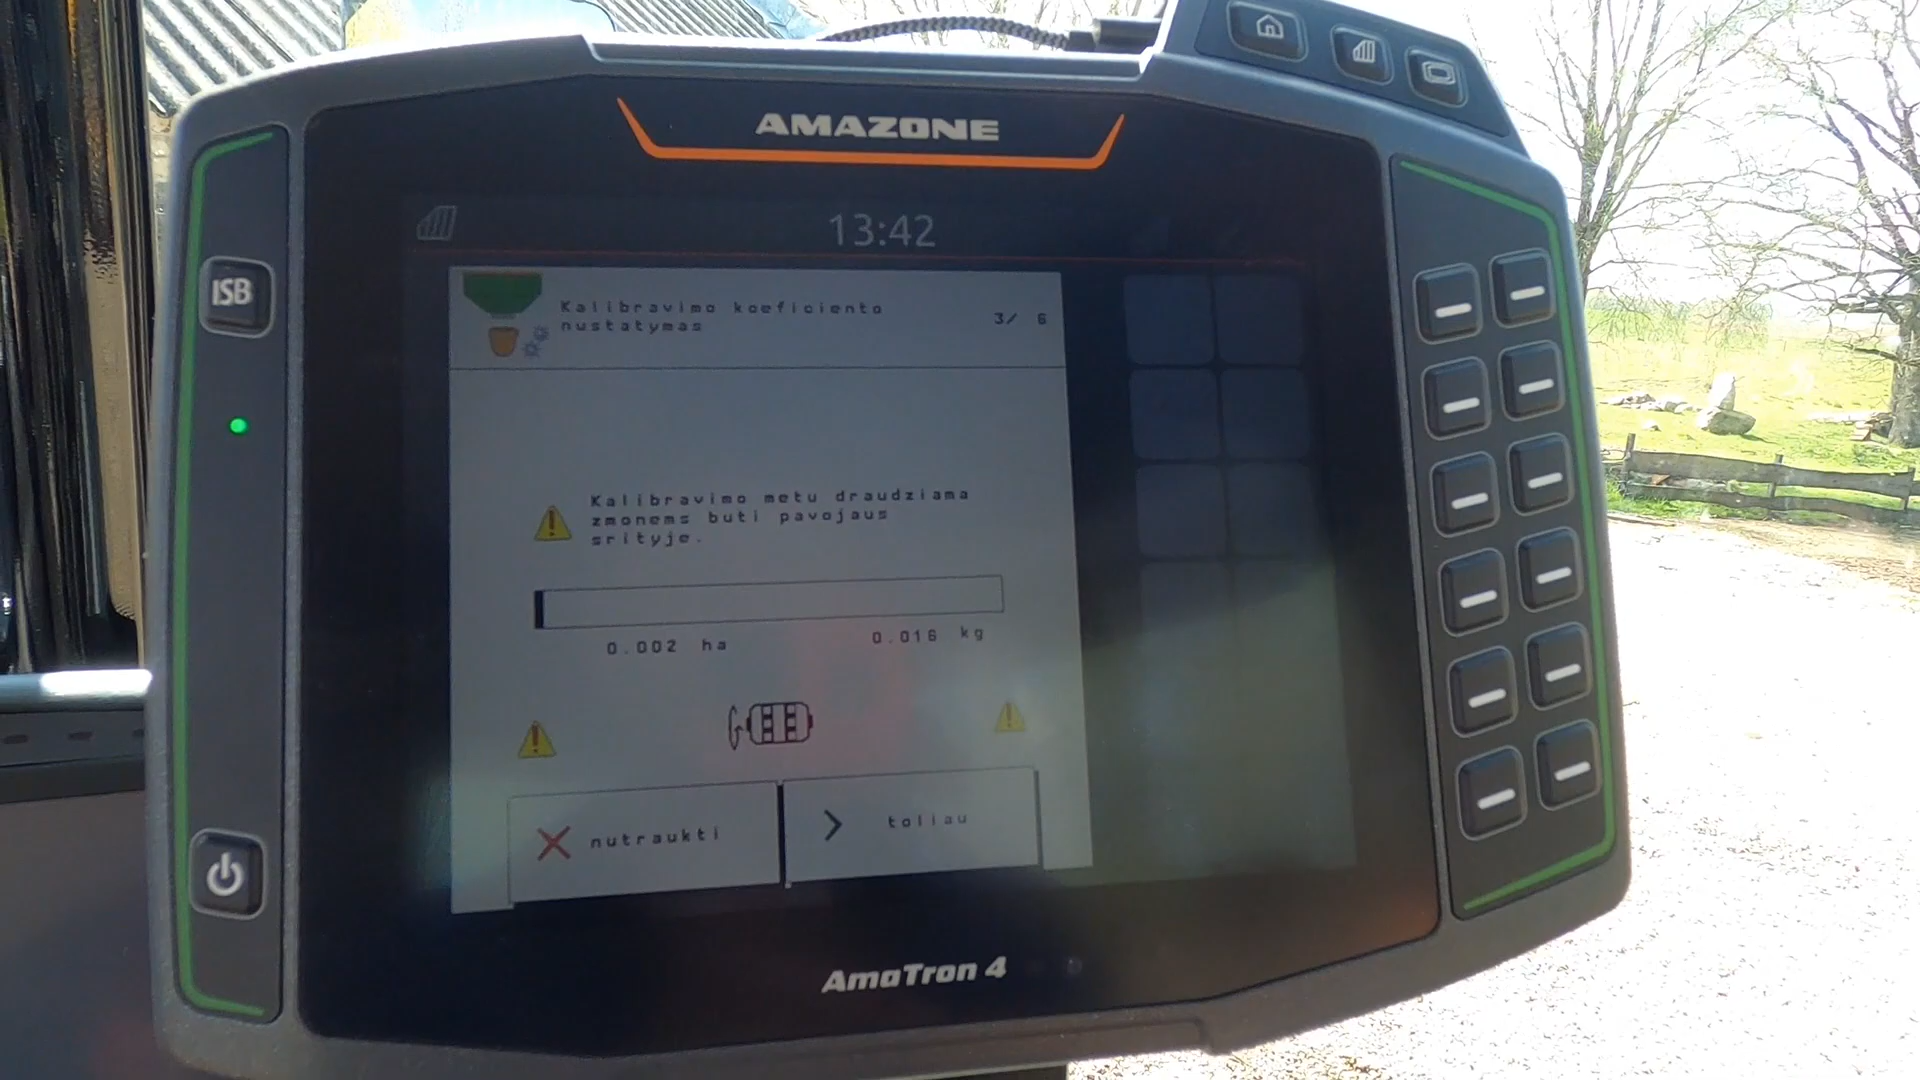 AMAZONE
13:42
Kalibravimo koeficiento
nustatymas
3/ 6
Kalibravimo metu draudziama
zmonems buti pavojaus
srityje.
0.002 ha
0.016 kg
nutraukti
toliau
ISB
AmaTron 4